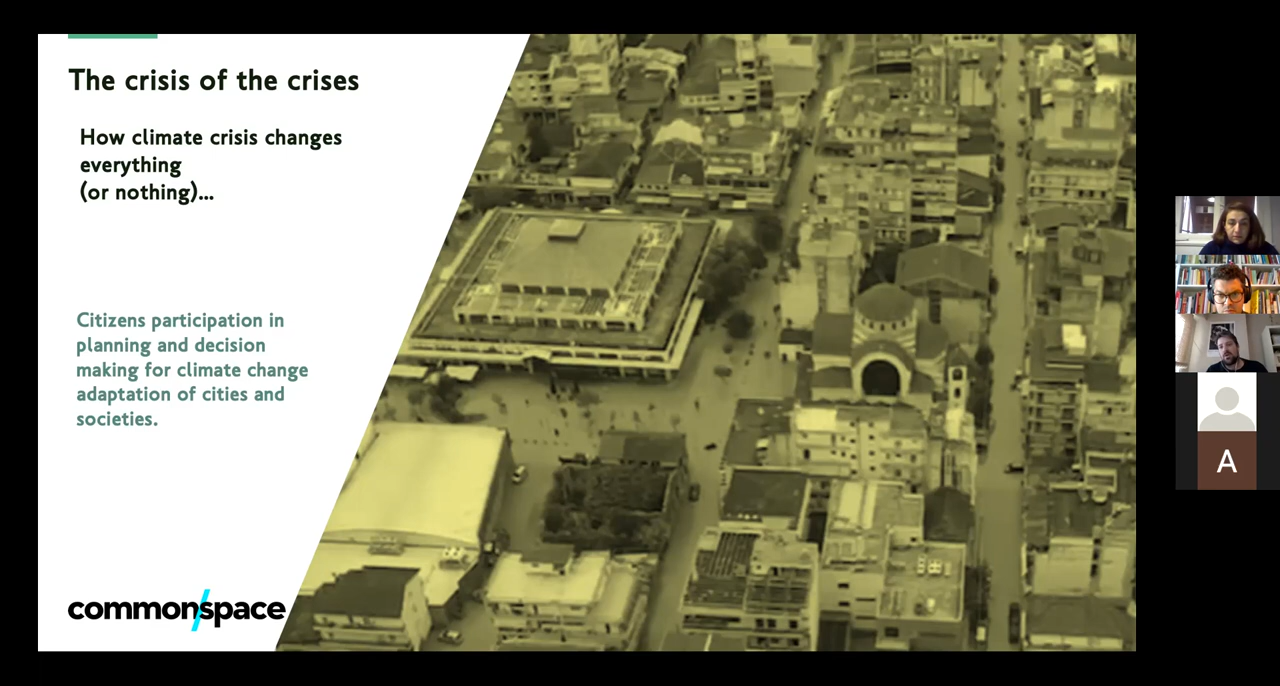 The crisis of the crises
How climate crisis changes
everything
(or nothing)...
Citizens participation in
planning and decision
making for climate change
adaptation of cities and
societies.
commonspace
A